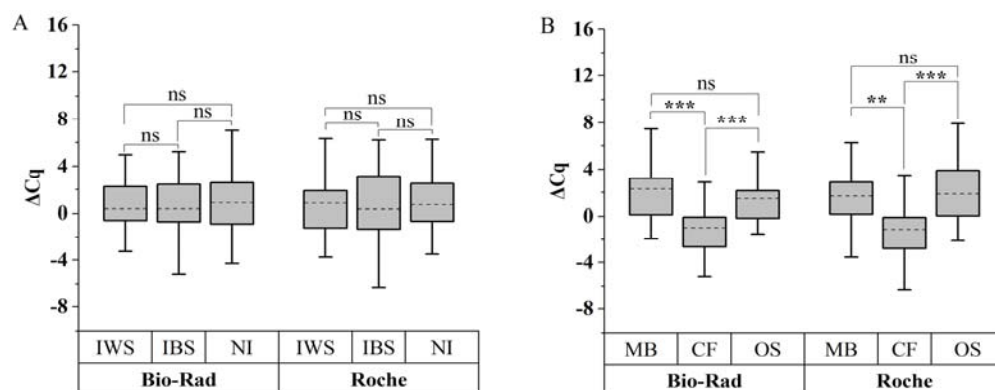 A
16
12
8
4
0
-4
-8
ΔCq
ns
ns
ns
ns
ns
ns
IWS IBS NI IWS IBS NI
Bio-Rad Roche
B
16
12
8
4
0
-4
-8
ΔCq
ns
***
***
ns
**
***
MB CF OS MB CF OS
Bio-Rad Roche